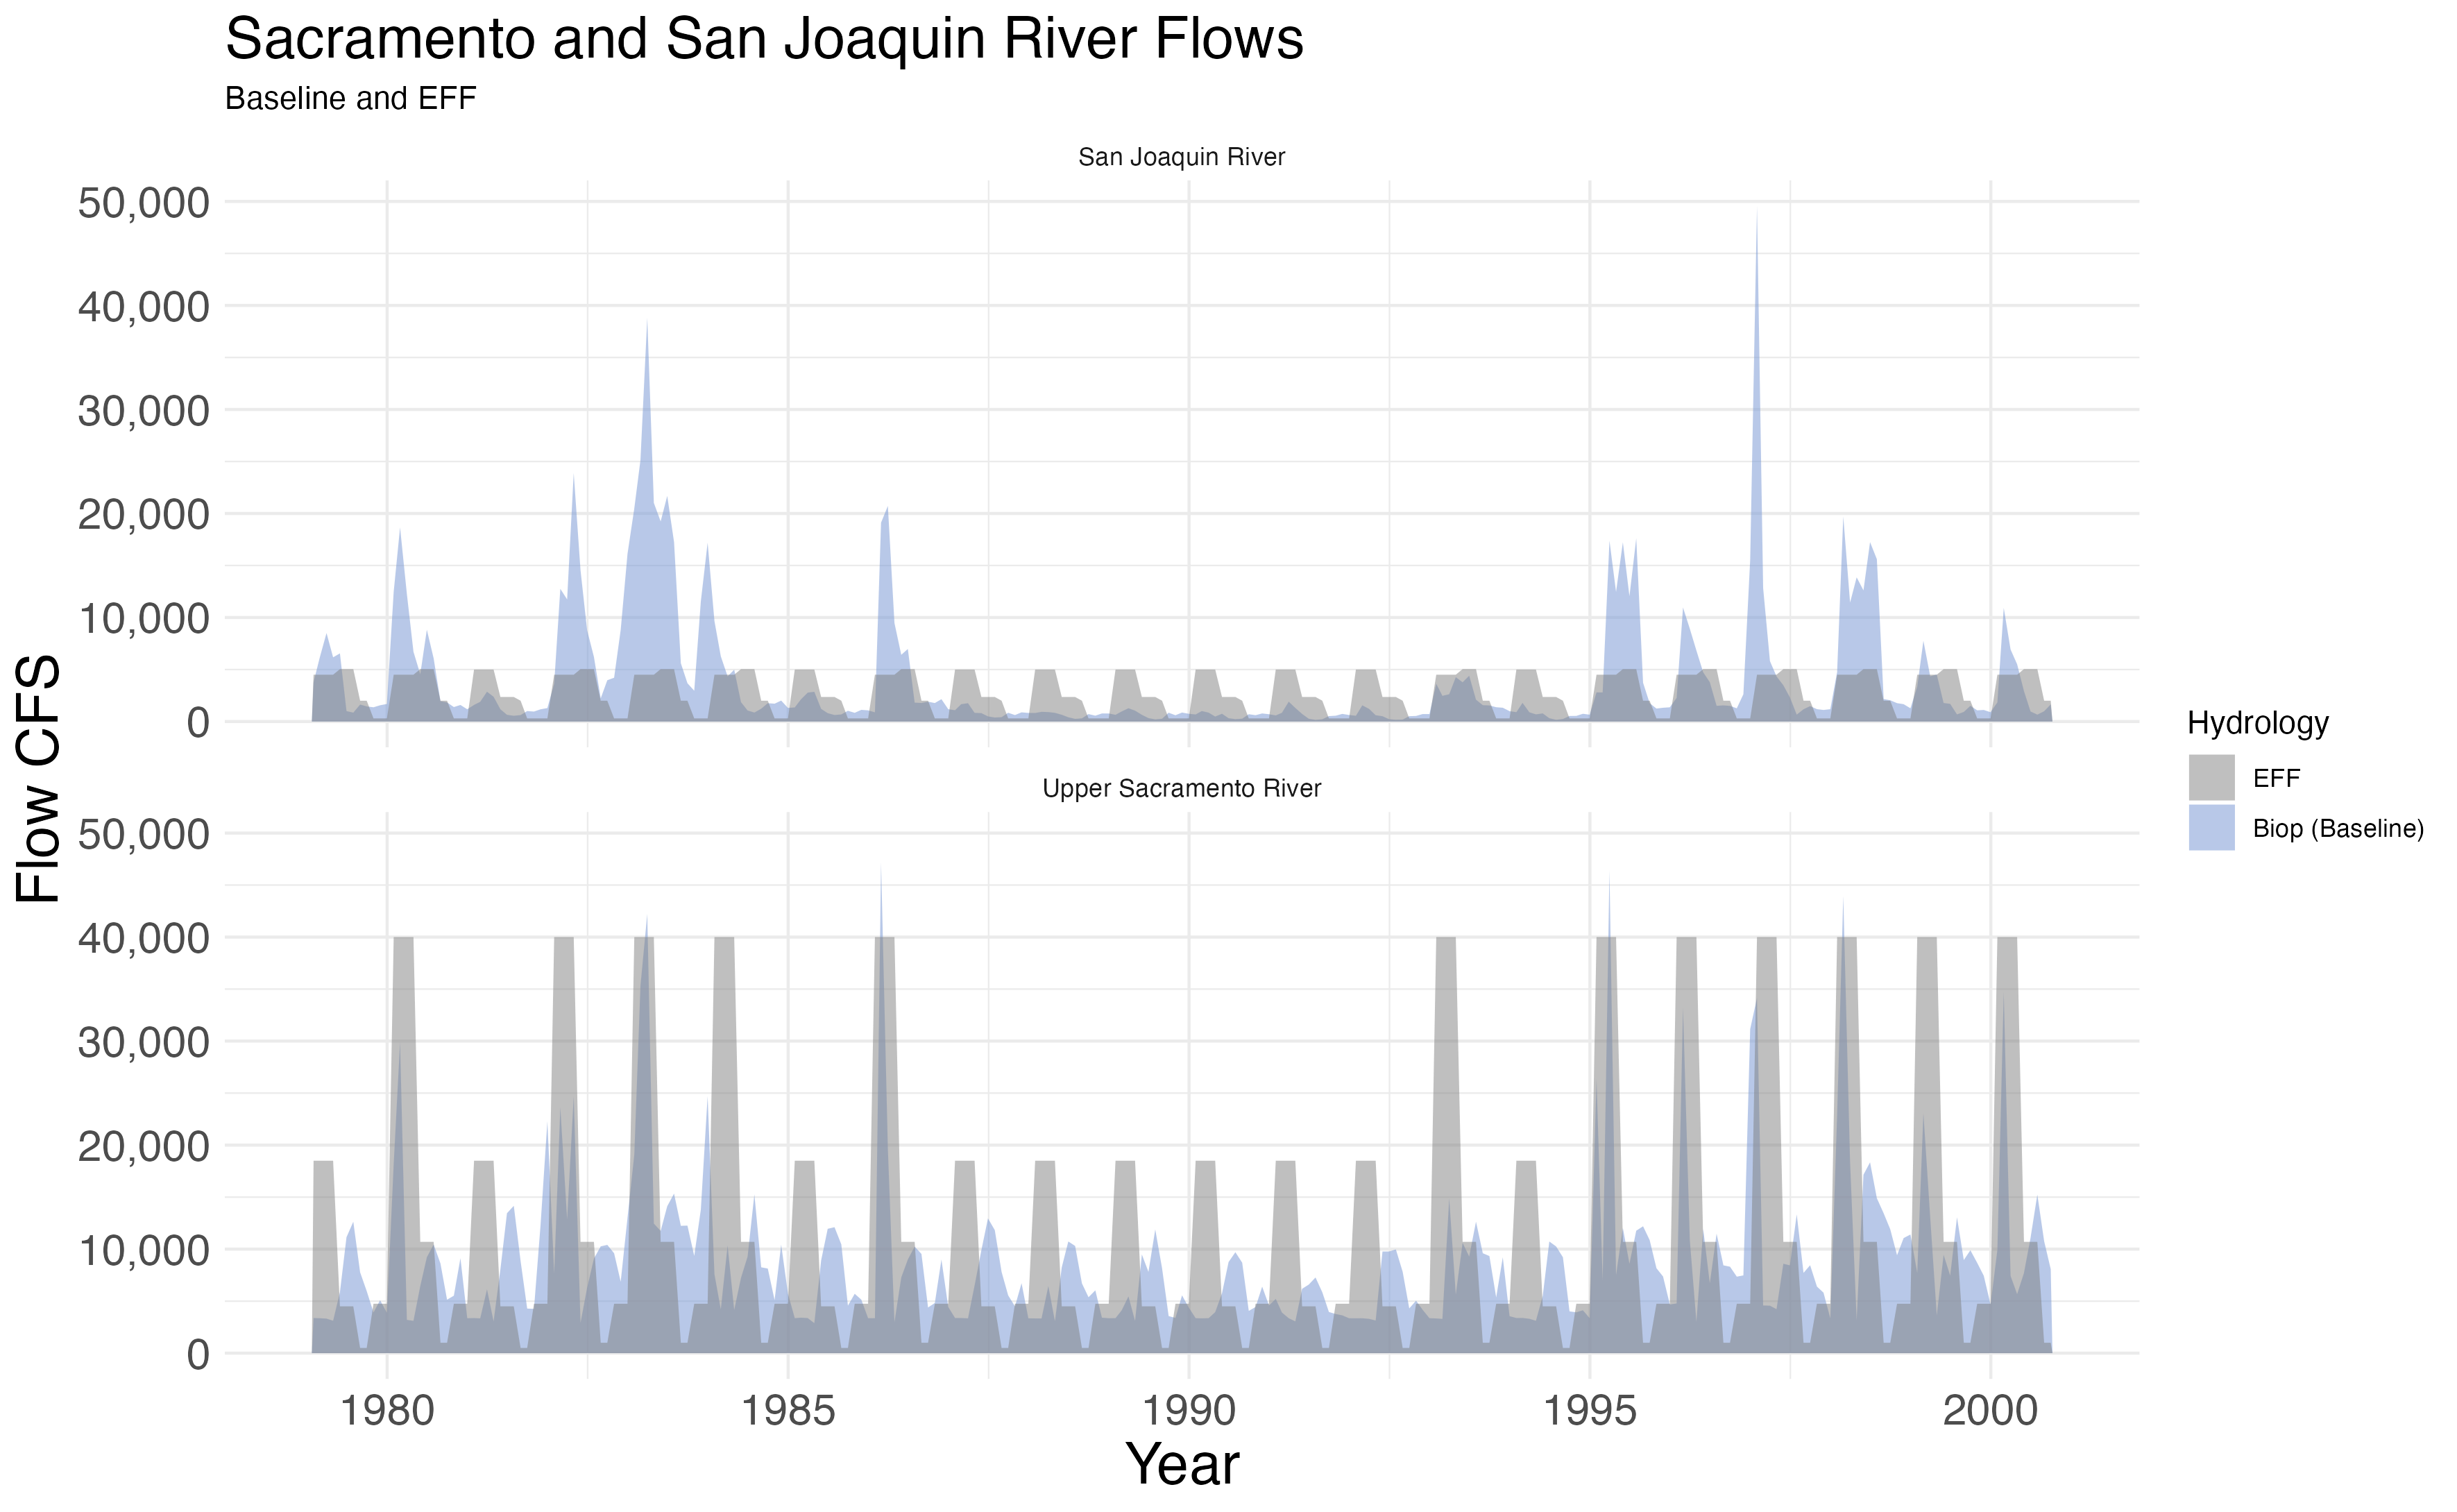 Sacramento and San Joaquin River Flows
Baseline and EFF
San Joaquin River
50,000
40,000
30,000
20,000
10,000
0
Flow CFS
Upper Sacramento River
50,000
40,000
30,000
20,000
10,000
0
1980 1985 1990 1995 2000
Year
Hydrology
EFF
Biop (Baseline)